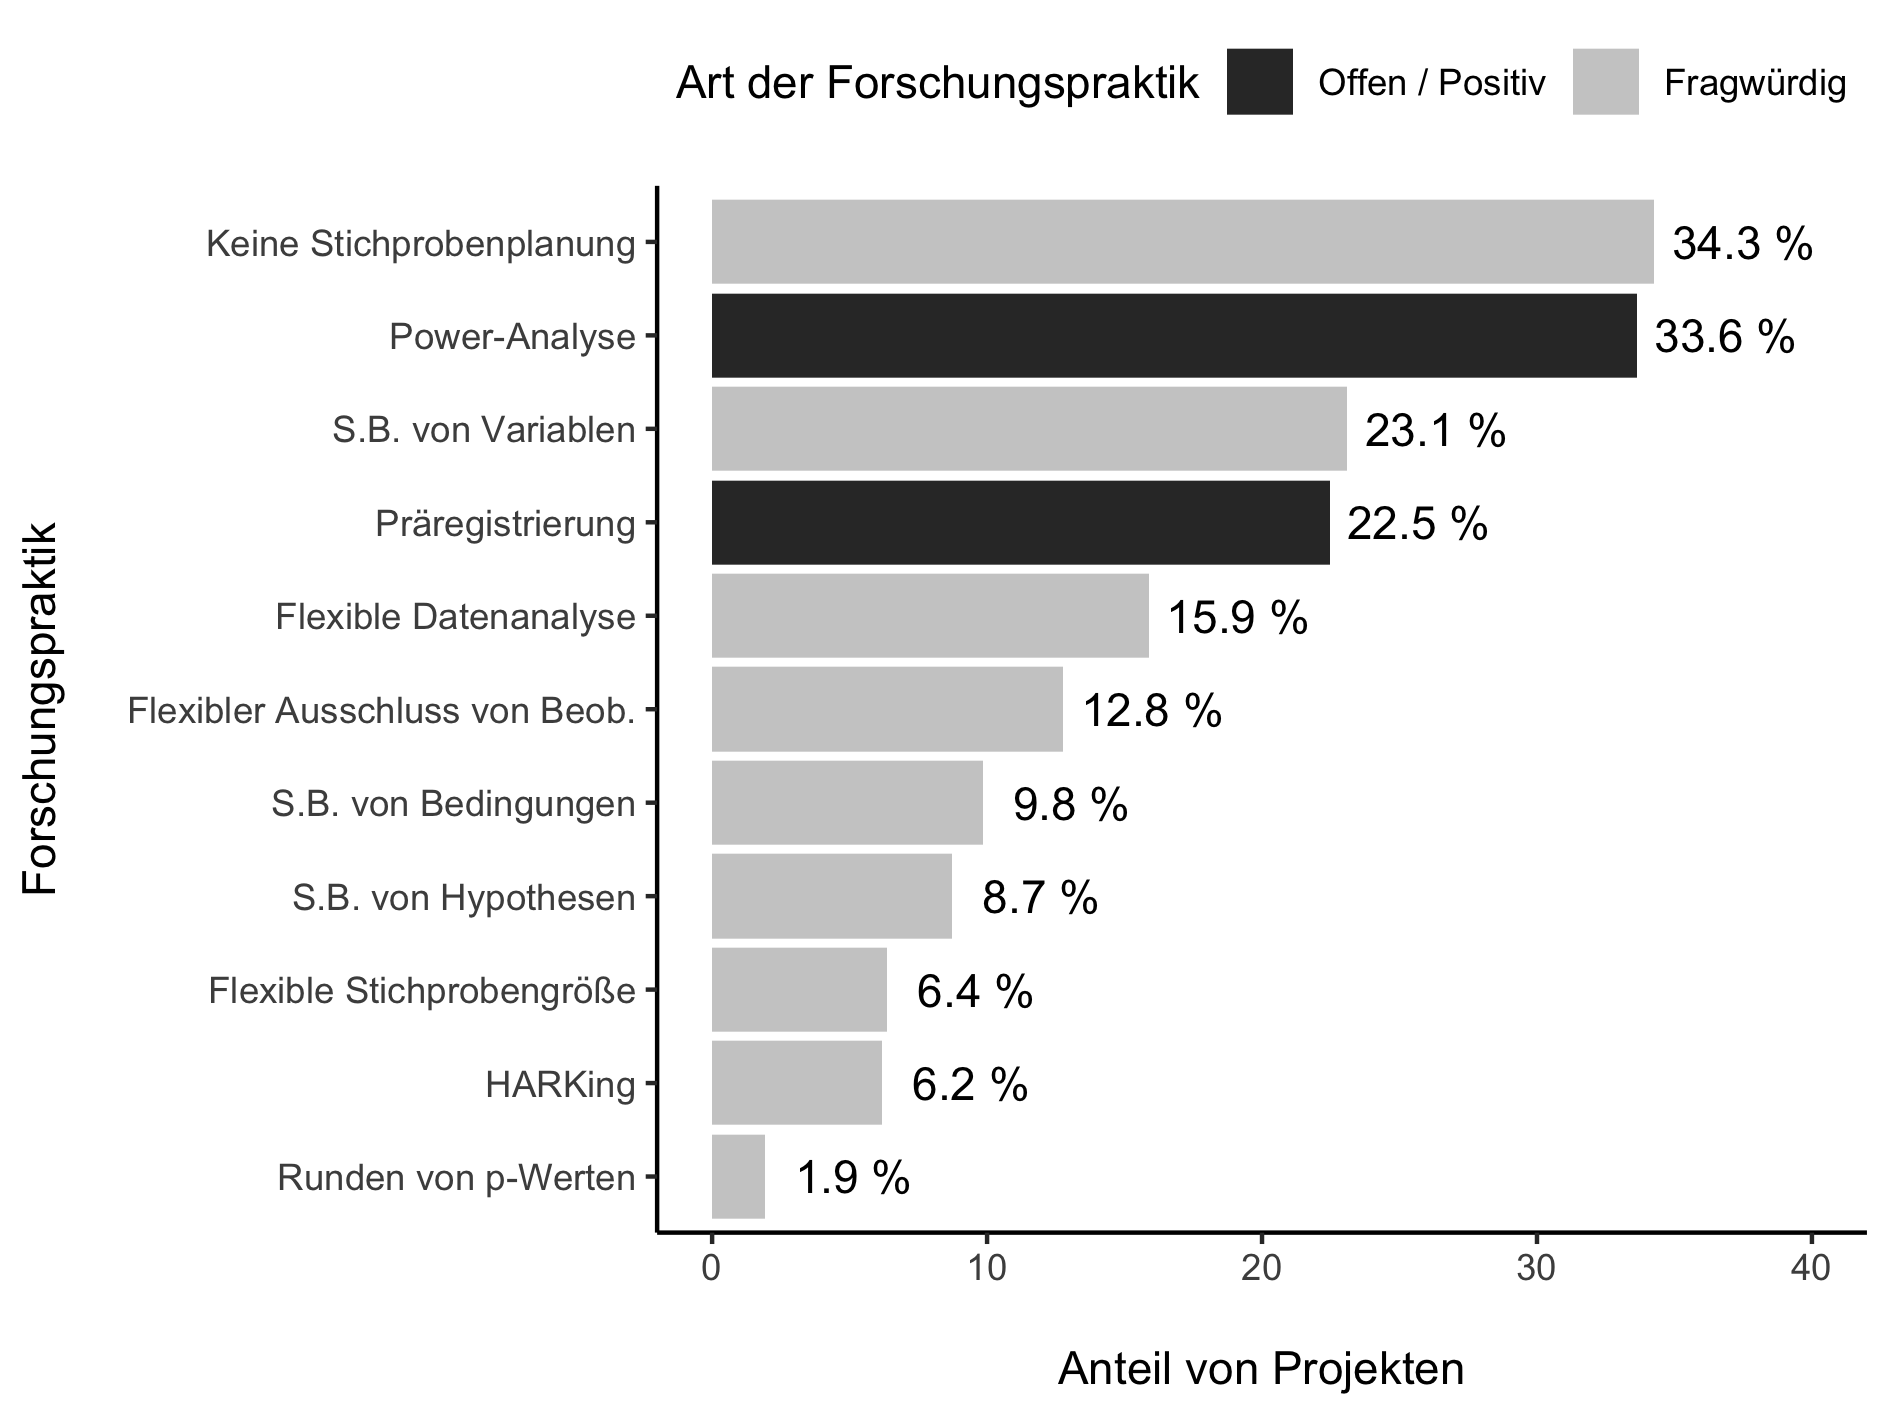 Art der Forschungspraktik Offen / Positiv Fragwürdig
Keine Stichprobenplanung 34.3 %
Power-Analyse 33.6 %
S.B. von Variablen 23.1 %
Präregistrierung 22.5 %
Flexible Datenanalyse 15.9 %
Flexibler Ausschluss von Beob. 12.8 %
S.B. von Bedingungen 9.8 %
S.B. von Hypothesen 8.7 %
Flexible Stichprobengröße 6.4 %
HARKing 6.2 %
Runden von p-Werten 1.9 %
Forschungspraktik
0 10 20 30 40
Anteil von Projekten